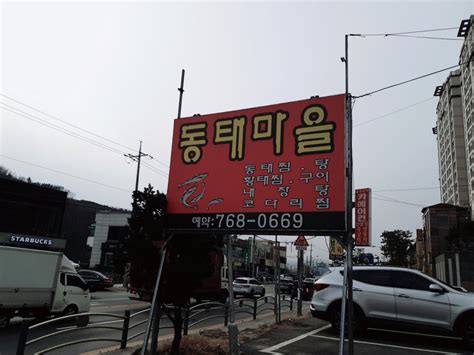 동태마을
동태찜.탕
황태찜.구이
내장탕
코다리찜
예약:768-0669
STARBUCKS